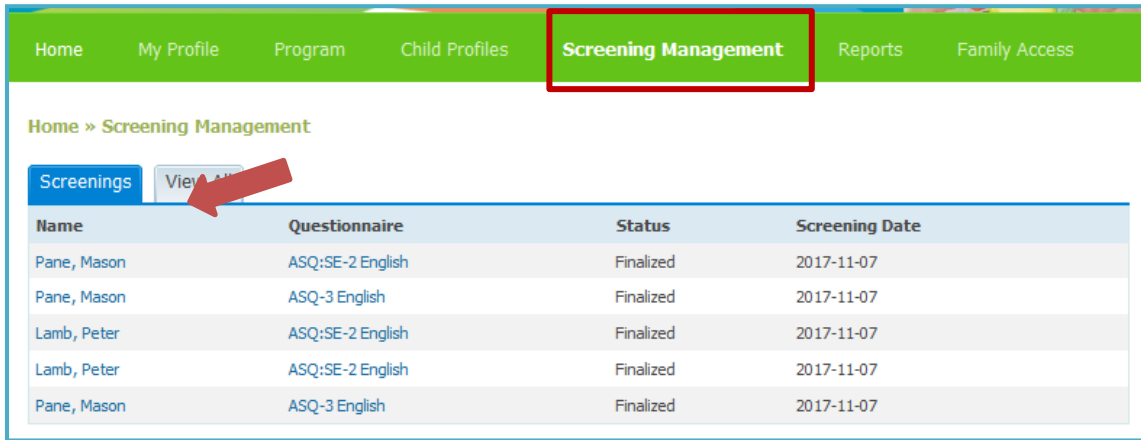 Home My Profile Program Child Profiles Screening Management Reports Family Access
Home » Screening Management
Screenings View All
Name Questionnaire Status Screening Date
Pane, Mason ASQ:SE-2 English Finalized 2017-11-07
Pane, Mason ASQ-3 English Finalized 2017-11-07
Lamb, Peter ASQ:SE-2 English Finalized 2017-11-07
Lamb, Peter ASQ:SE-2 English Finalized 2017-11-07
Pane, Mason ASQ-3 English Finalized 2017-11-07